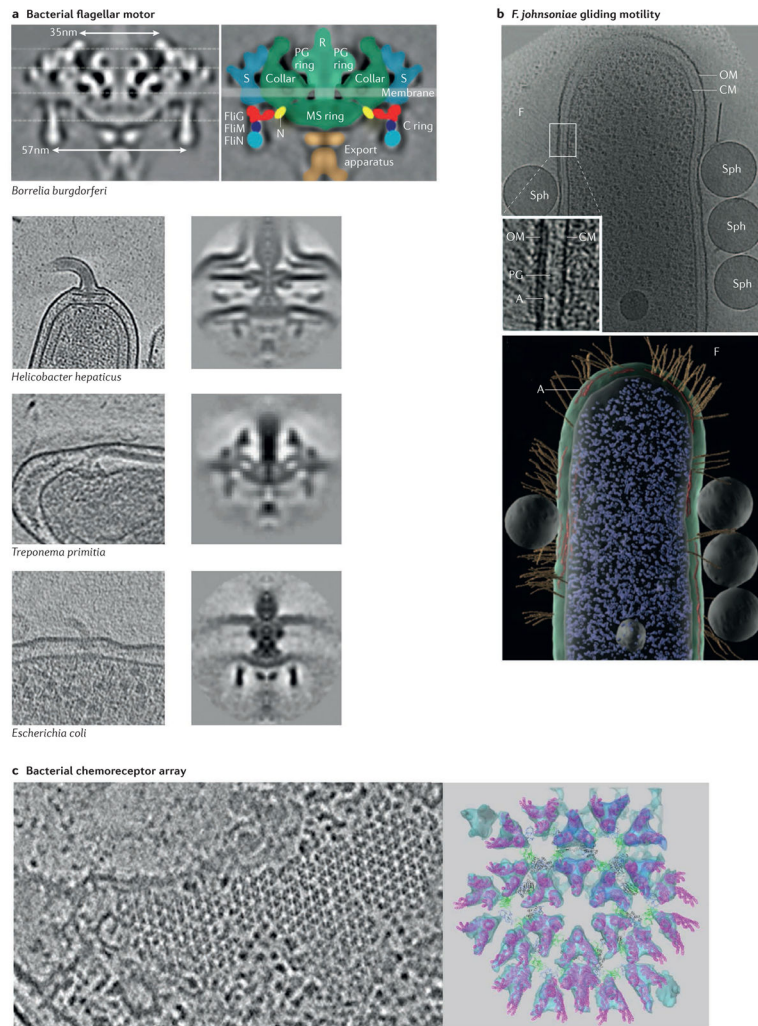 a Bacterial flagellar motor
35nm
57nm
R
PG
ring
PG
ring
S
Collar
Collar
S
Membrane
FliG
FliM
FliN
N
MS ring
C ring
Export
apparatus
Borrelia burgdorferi
Helicobacter hepaticus
Treponema primitia
Escherichia coli
b F. johnsoniae gliding motility
OM
CM
F
Sph
Sph
Sph
Sph
OM
CM
PG
A
F
A
c Bacterial chemoreceptor array